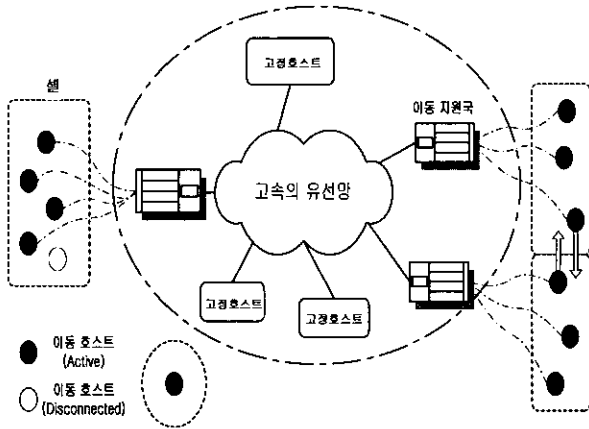 고정호스트
셀
이동 지원국
고속의 유선망
고정호스트
고정호스트
이동 호스트
(Active)
이동 호스트
(Disconnected)